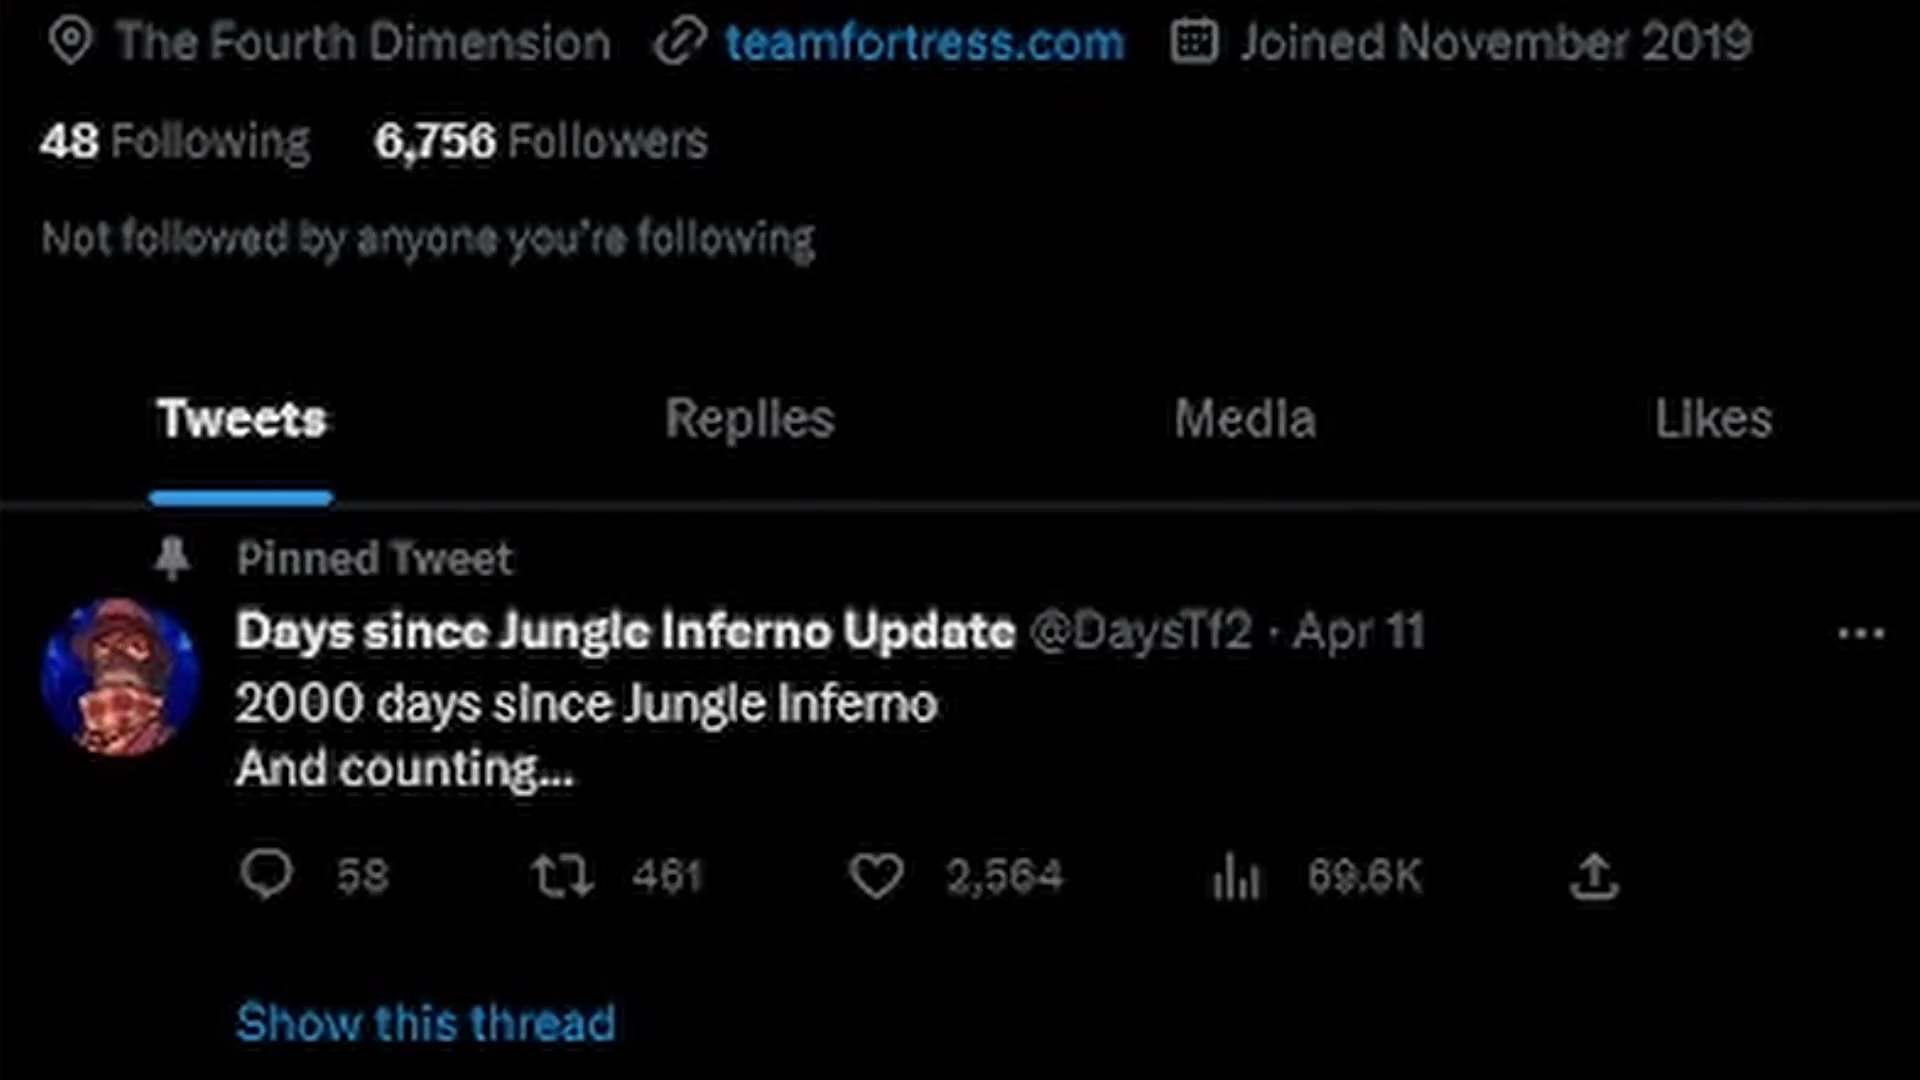 The Fourth Dimension teamfortress.com Joined November 2019
48 Following 6,756 Followers
Not followed by anyone you're following
Tweets Replies Media Likes
Pinned Tweet
Days since Jungle Inferno Update @DaysTf2 · Apr 11
2000 days since Jungle Inferno
And counting...
58 461 2,564 69.6K
Show this thread